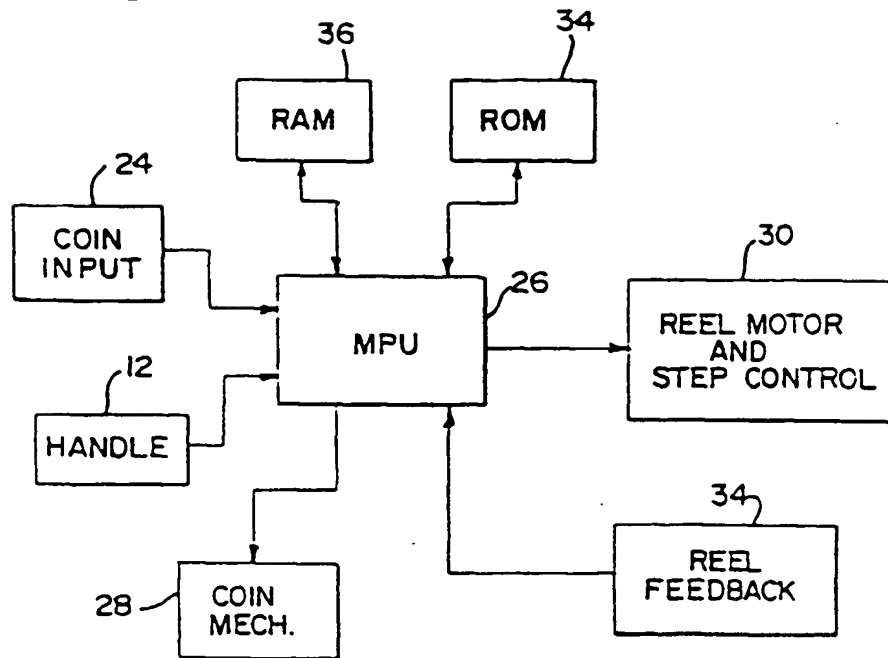 36
34
RAM
ROM
24
COIN
INPUT
30
26
MPU
REEL MOTOR
AND
STEP CONTROL
12
HANDLE
34
REEL
FEEDBACK
28
COIN
MECH.